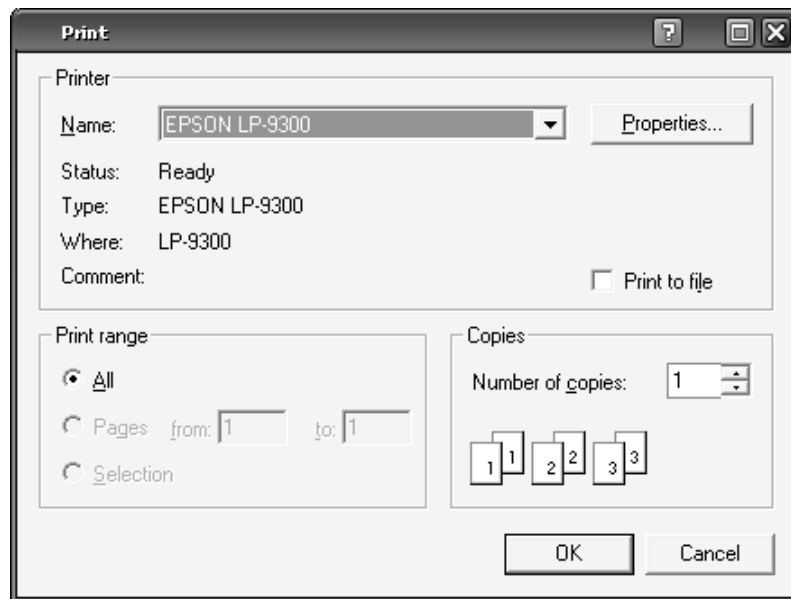 Print
Printer
Name: EPSON LP-9300 Properties...
Status: Ready
Type: EPSON LP-9300
Where: LP-9300
Comment:
Print to file
Print range
All
Pages from: 1 to: 1
Selection
Copies
Number of copies: 1
1 1 2 2 3 3
OK Cancel